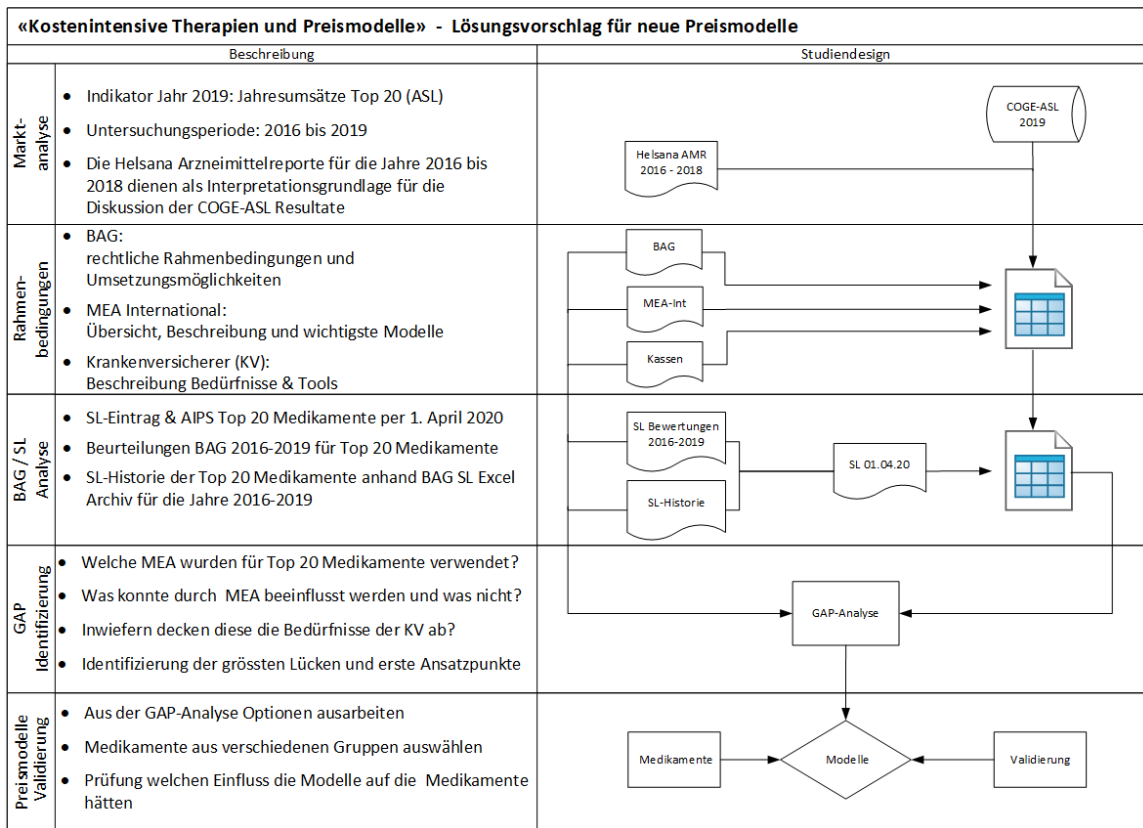 «Kostenintensive Therapien und Preismodelle» - Lösungsvorschlag für neue Preismodelle
Beschreibung
Studiendesign
Markt-
analyse
• Indikator Jahr 2019: Jahresumsätze Top 20 (ASL)
• Untersuchungsperiode: 2016 bis 2019
• Die Helsana Arzneimittelreporte für die Jahre 2016 bis
2018 dienen als Interpretationsgrundlage für die
Diskussion der COGE-ASL Resultate
COGE-ASL
2019
Helsana AMR
2016 - 2018
Rahmen-
bedingungen
• BAG:
rechtliche Rahmenbedingungen und
Umsetzungsmöglichkeiten
• MEA International:
Übersicht, Beschreibung und wichtigste Modelle
• Krankenversicherer (KV):
Beschreibung Bedürfnisse & Tools
BAG
MEA-Int
Kassen
BAG / SL
Analyse
• SL-Eintrag & AIPS Top 20 Medikamente per 1. April 2020
• Beurteilungen BAG 2016-2019 für Top 20 Medikamente
• SL-Historie der Top 20 Medikamente anhand BAG SL Excel
Archiv für die Jahre 2016-2019
SL Bewertungen
2016-2019
SL 01.04.20
SL-Historie
GAP
Identifizierung
• Welche MEA wurden für Top 20 Medikamente verwendet?
• Was konnte durch MEA beeinflusst werden und was nicht?
• Inwiefern decken diese die Bedürfnisse der KV ab?
• Identifizierung der grössten Lücken und erste Ansatzpunkte
GAP-Analyse
Preismodelle
Validierung
• Aus der GAP-Analyse Optionen ausarbeiten
• Medikamente aus verschiedenen Gruppen auswählen
• Prüfung welchen Einfluss die Modelle auf die Medikamente
hätten
Medikamente
Modelle
Validierung